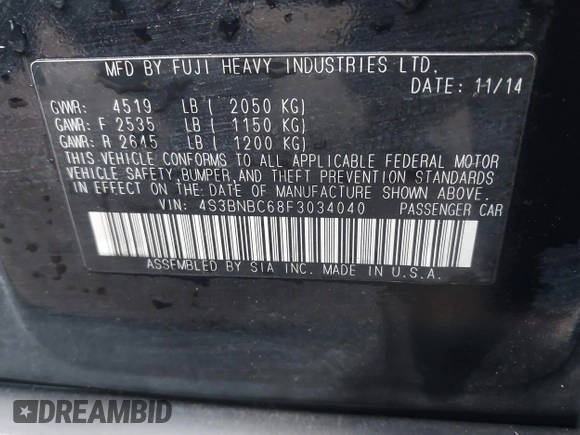 MFD BY FUJI HEAVY INDUSTRIES LTD.
DATE: 11/14
GVWR: 4519 LB ( 2050 KG)
GAWR: F 2535 LB ( 1150 KG)
GAWR: R 2645 LB ( 1200 KG)
THIS VEHICLE CONFORMS TO ALL APPLICABLE FEDERAL MOTOR
VEHICLE SAFETY, BUMPER, AND THEFT PREVENTION STANDARDS
IN EFFECT ON THE DATE OF MANUFACTURE SHOWN ABOVE.
VIN: 4S3BNBC68F3034040 PASSENGER CAR
ASSEMBLED BY SIA INC. MADE IN U.S.A.
DREAMBID